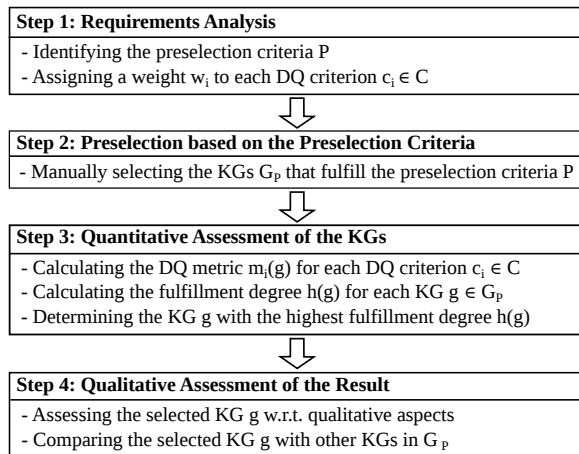 Step 1: Requirements Analysis
- Identifying the preselection criteria P
- Assigning a weight wᵢ to each DQ criterion cᵢ ∈ C
Step 2: Preselection based on the Preselection Criteria
- Manually selecting the KGs G_P that fulfill the preselection criteria P
Step 3: Quantitative Assessment of the KGs
- Calculating the DQ metric mᵢ(g) for each DQ criterion cᵢ ∈ C
- Calculating the fulfillment degree h(g) for each KG g ∈ G_P
- Determining the KG g with the highest fulfillment degree h(g)
Step 4: Qualitative Assessment of the Result
- Assessing the selected KG g w.r.t. qualitative aspects
- Comparing the selected KG g with other KGs in G_P